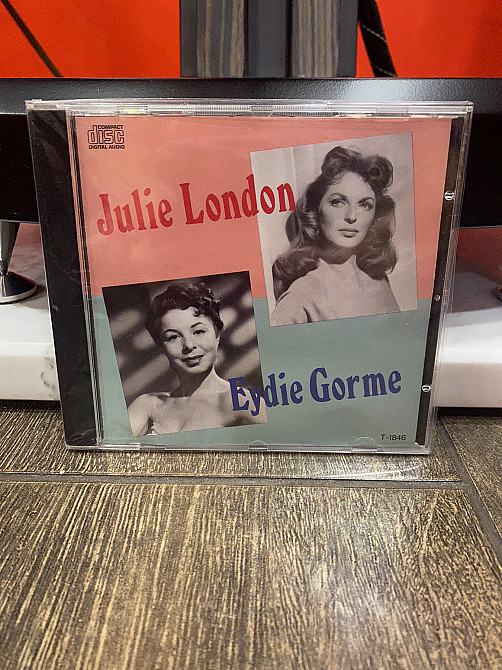 COMPACT
disc
DIGITAL AUDIO
Julie London
Eydie Gorme
T-1846